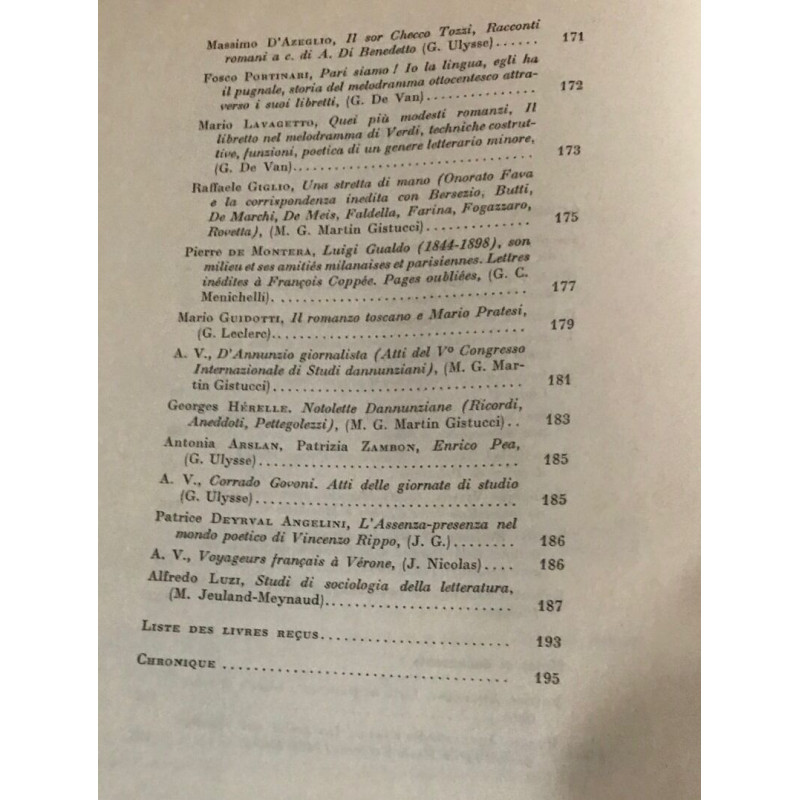 Massimo D'Azeglio, Il sor Checco Tozzi, Racconti
romani a c. di A. Di Benedetto (G. Ulysse)...... 171
Fosco Portinari, Pari siamo ! Io la lingua, egli ha
il pugnale, storia del melodramma ottocentesco attra-
verso i suoi libretti, (G. De Van)................ 172
Mario Lavagetto, Quei più modesti romanzi, Il
libretto nel melodramma di Verdi, techniche costrut-
tive, funzioni, poetica di un genere letterario minore,
(G. De Van)................................ 173
Raffaele Giglio, Una stretta di mano (Onorato Fava
e la corrispondenza inedita con Bersezio, Butti,
De Marchi, De Meis, Faldella, Farina, Fogazzaro,
Rovetta), (M. G. Martin Gistucci)............ 175
Pierre de Montera, Luigi Gualdo (1844-1898), son
milieu et ses amitiés milanaises et parisiennes. Lettres
inédites à François Coppée. Pages oubliées, (G. C.
Menichelli)................................ 177
Mario Guidotti, Il romanzo toscano e Mario Pratesi,
(G. Leclerc)................................ 179
A. V., D'Annunzio giornalista (Atti del Vº Congresso
Internazionale di Studi dannunziani), (M. G. Mar-
tin Gistucci)................................ 181
Georges Hérelle. Notolette Dannunziane (Ricordi,
Aneddoti, Pettegolezzi), (M. G. Martin Gistucci).. 183
Antonia Arslan, Patrizia Zambon, Enrico Pea,
(G. Ulysse)................................ 185
A. V., Corrado Govoni. Atti delle giornate di studio
(G. Ulysse)................................ 185
Patrice Deyrval Angelini, L'Assenza-presenza nel
mondo poetico di Vincenzo Rippo, (J. G.)........ 186
A. V., Voyageurs français à Vérone, (J. Nicolas).... 186
Alfredo Luzi, Studi di sociologia della letteratura,
(M. Jeuland-Meynaud)........................ 187
Liste des livres reçus........................ 193
Chronique ................................ 195